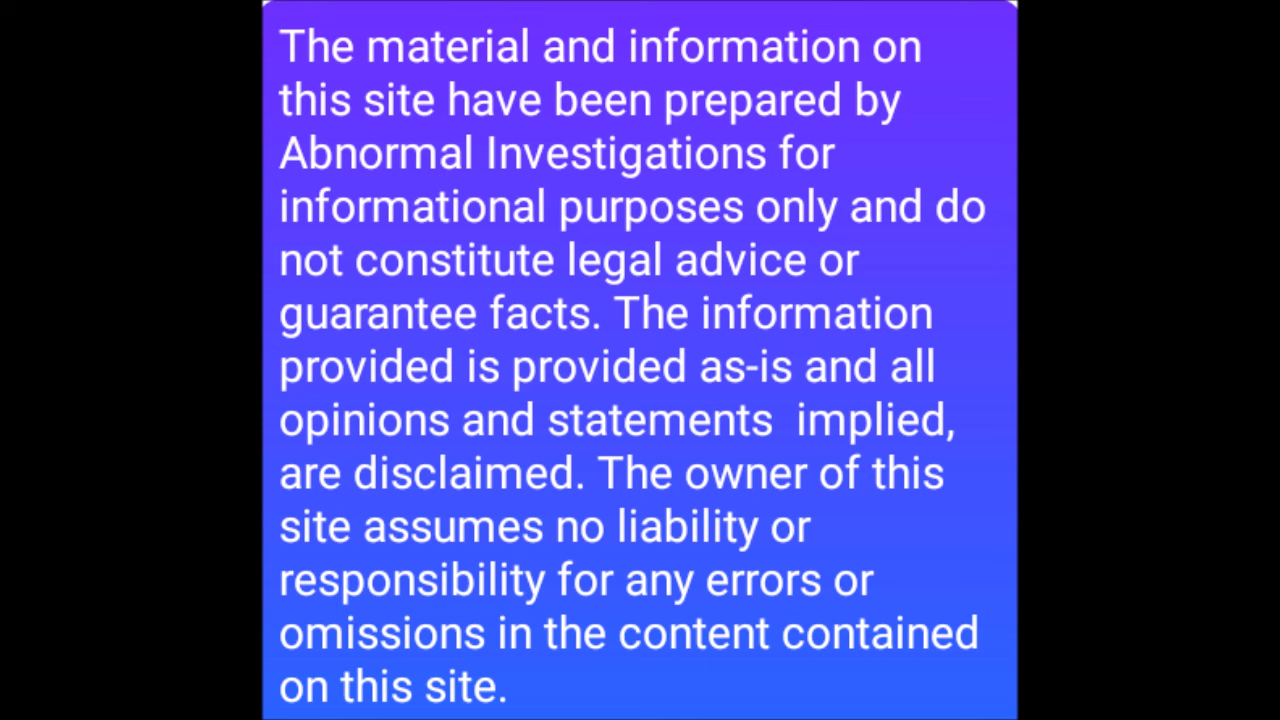 The material and information on
this site have been prepared by
Abnormal Investigations for
informational purposes only and do
not constitute legal advice or
guarantee facts. The information
provided is provided as-is and all
opinions and statements  implied,
are disclaimed. The owner of this
site assumes no liability or
responsibility for any errors or
omissions in the content contained
on this site.